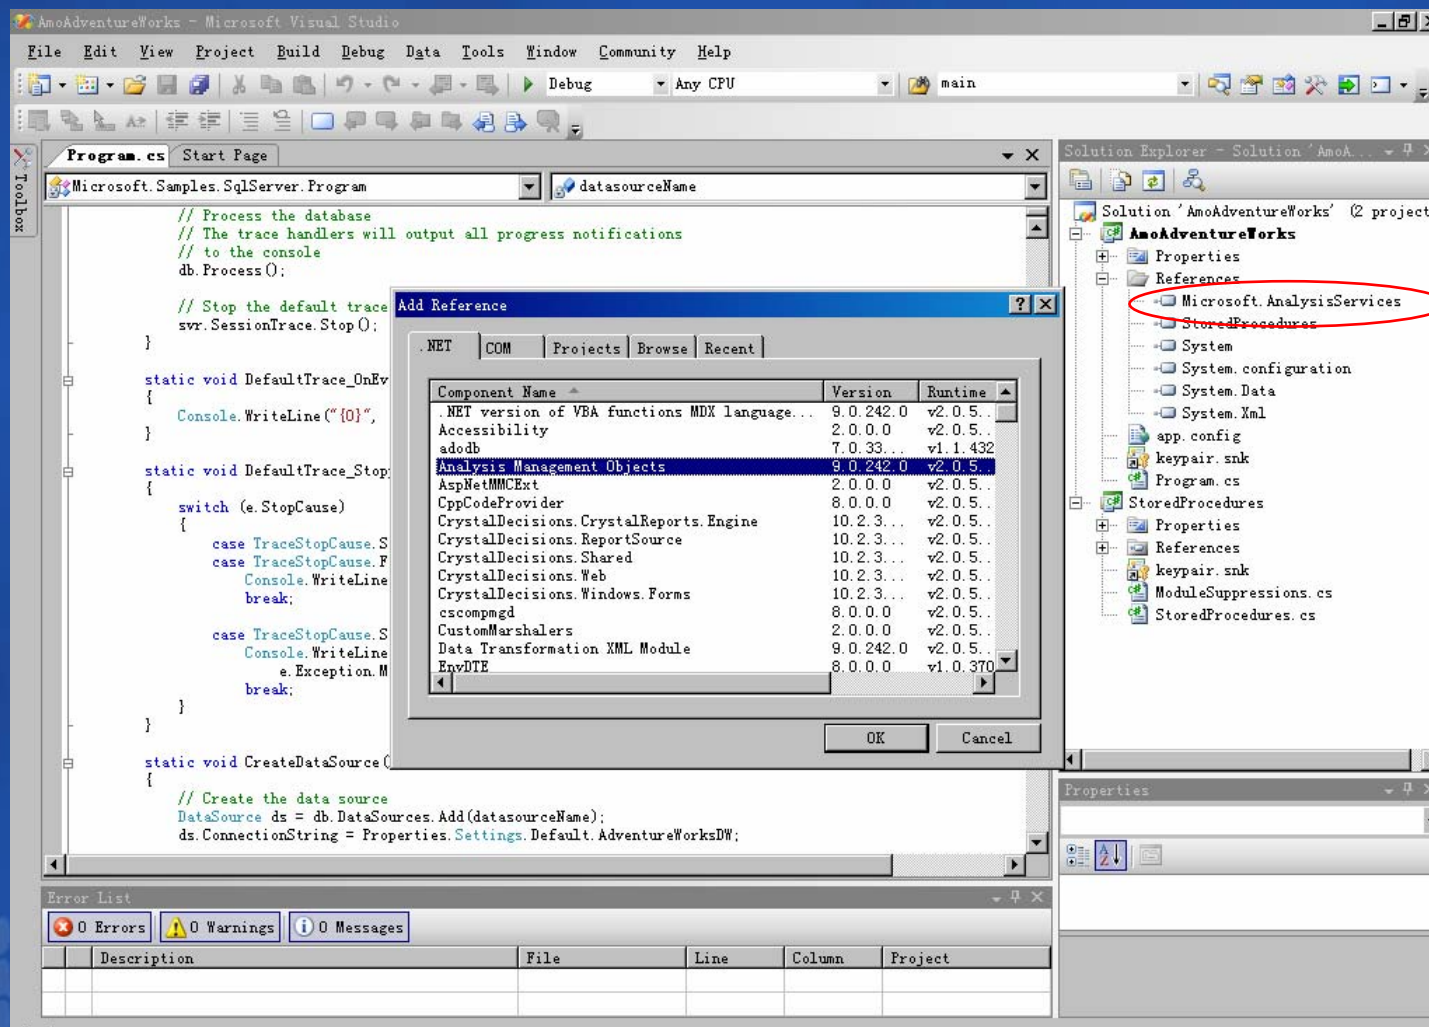 AmoAdventureWorks - Microsoft Visual Studio
File Edit View Project Build Debug Data Tools Window Community Help
Debug Any CPU main
Toolbox
Program.cs Start Page
Microsoft.Samples.SqlServer.Program datasourceName
// Process the database
// The trace handlers will output all progress notifications
// to the console
db.Process();
// Stop the default trace
svr.SessionTrace.Stop();
}
static void DefaultTrace_OnEv
{
Console.WriteLine("{0}",
}
static void DefaultTrace_Stop
{
switch (e.StopCause)
{
case TraceStopCause.S
case TraceStopCause.F
Console.WriteLine
break;
case TraceStopCause.S
Console.WriteLine
e.Exception.M
break;
}
}
static void CreateDataSource(
{
// Create the data source
DataSource ds = db.DataSources.Add(datasourceName);
ds.ConnectionString = Properties.Settings.Default.AdventureWorksDW;
Add Reference
.NET COM Projects Browse Recent
Component Name Version Runtime
.NET version of VBA functions MDX language... 9.0.242.0 v2.0.5..
Accessibility 2.0.0.0 v2.0.5..
adodb 7.0.33... v1.1.432
Analysis Management Objects 9.0.242.0 v2.0.5..
AspNetMMCExt 2.0.0.0 v2.0.5..
CppCodeProvider 8.0.0.0 v2.0.5..
CrystalDecisions.CrystalReports.Engine 10.2.3... v2.0.5..
CrystalDecisions.ReportSource 10.2.3... v2.0.5..
CrystalDecisions.Shared 10.2.3... v2.0.5..
CrystalDecisions.Web 10.2.3... v2.0.5..
CrystalDecisions.Windows.Forms 10.2.3... v2.0.5..
cscompmgd 8.0.0.0 v2.0.5..
CustomMarshalers 2.0.0.0 v2.0.5..
Data Transformation XML Module 9.0.242.0 v2.0.5..
EnvDTE 8.0.0.0 v1.0.370
OK Cancel
Solution Explorer - Solution 'AmoA...
Solution 'AmoAdventureWorks' (2 project
AmoAdventureWorks
Properties
References
Microsoft.AnalysisServices
StoredProcedures
System
System.configuration
System.Data
System.Xml
app.config
keypair.snk
Program.cs
StoredProcedures
Properties
References
keypair.snk
ModuleSuppressions.cs
StoredProcedures.cs
Properties
Error List
0 Errors 0 Warnings 0 Messages
Description File Line Column Project